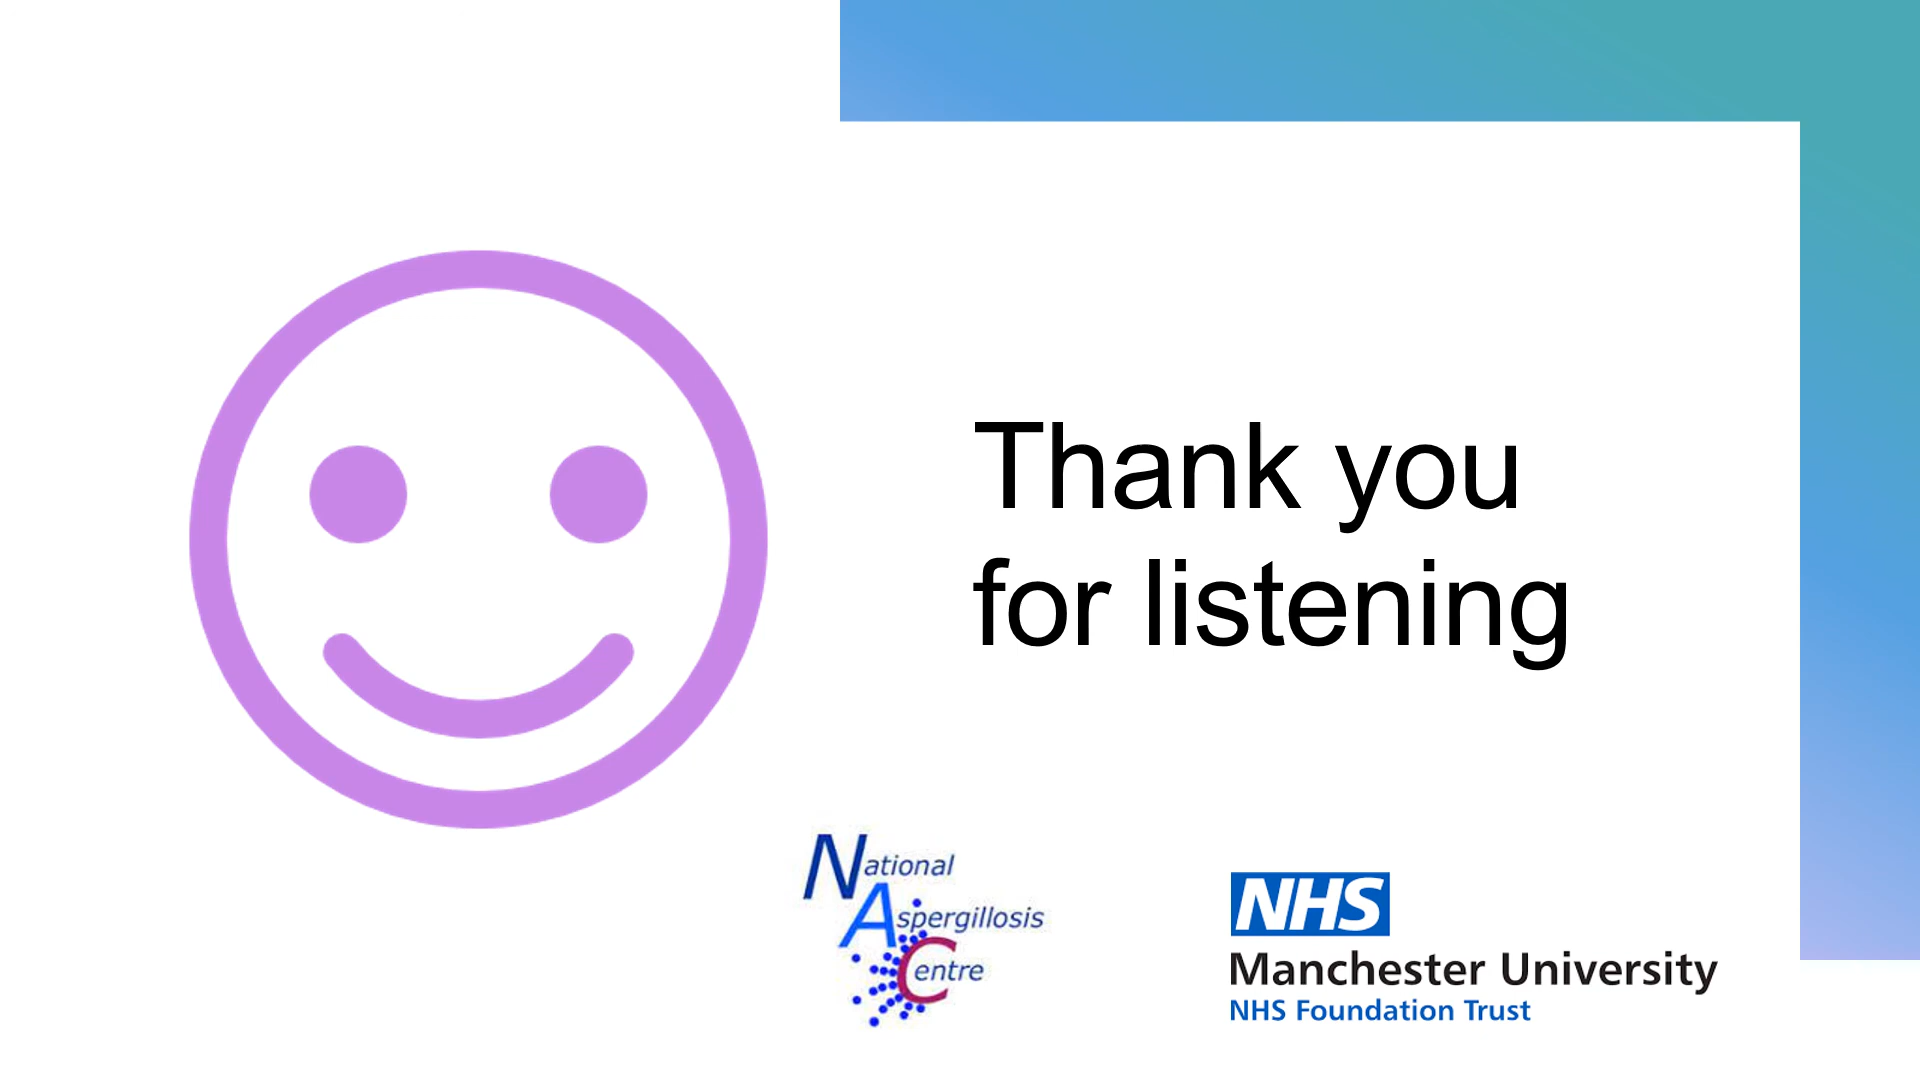 Thank you
for listening
National
Aspergillosis
Centre
NHS
Manchester University
NHS Foundation Trust